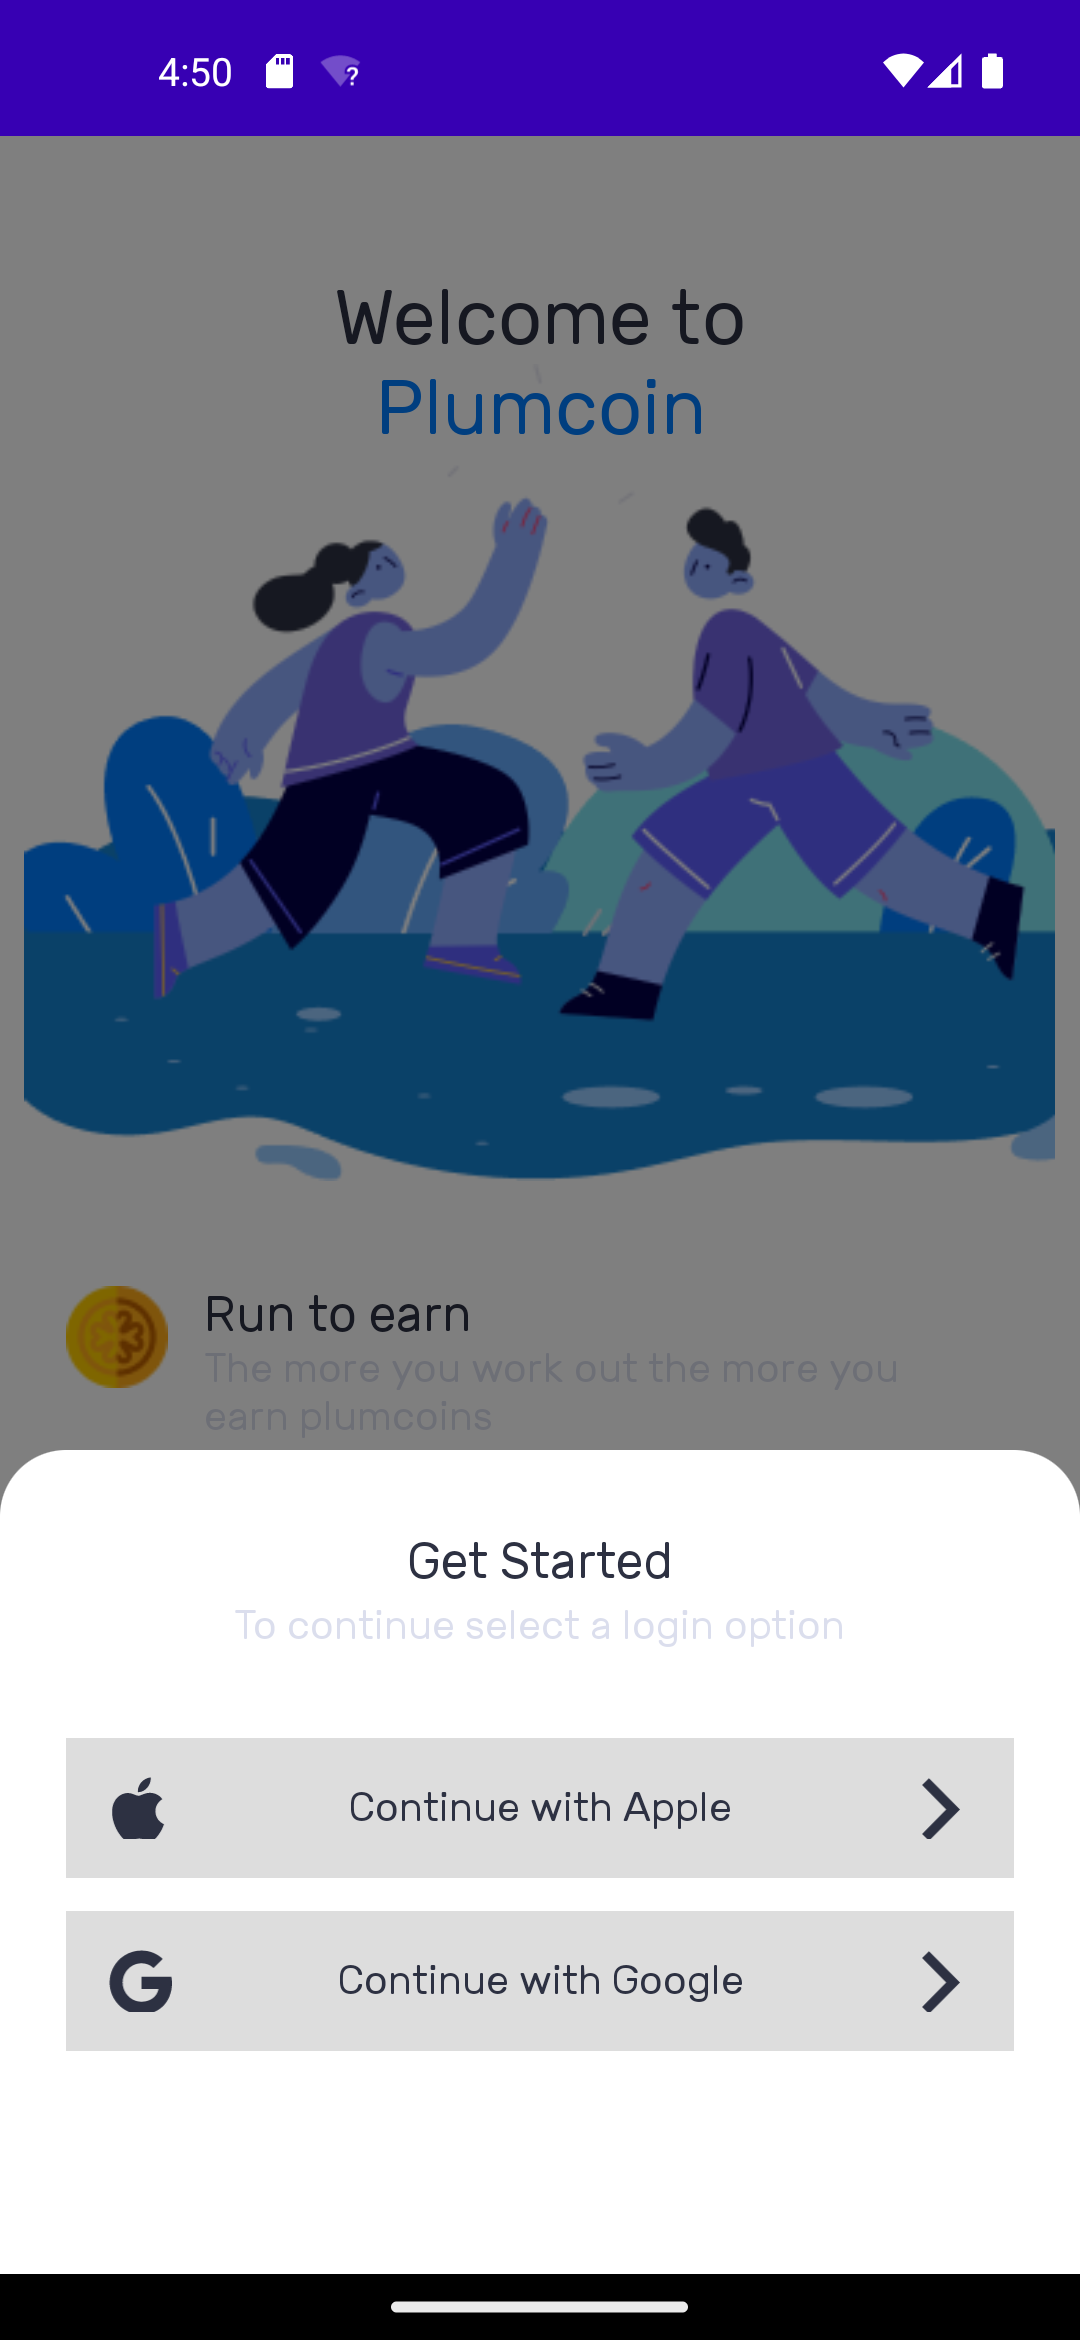 4:50
Welcome to
Plumcoin
Run to earn
The more you work out the more you
earn plumcoins
Get Started
To continue select a login option
Continue with Apple
Continue with Google